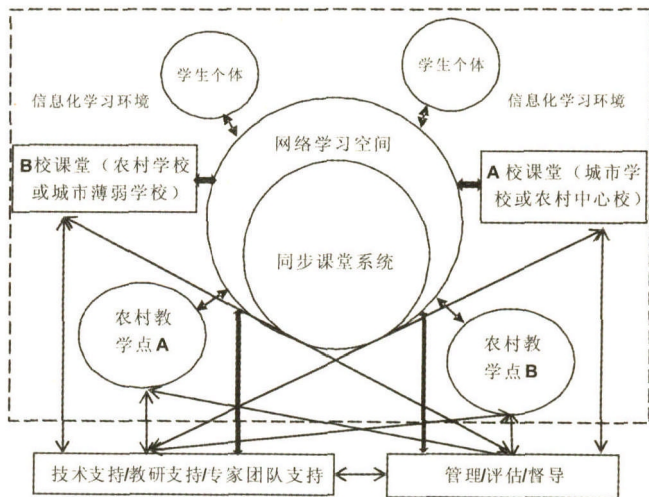 学生个体
学生个体
信息化学习环境
信息化学习环境
网络学习空间
B校课堂（农村学校
或城市薄弱学校）
A校课堂（城市学
校或农村中心校）
同步课堂系统
农村教
学点A
农村教
学点B
技术支持/教研支持/专家团队支持
管理/评估/督导